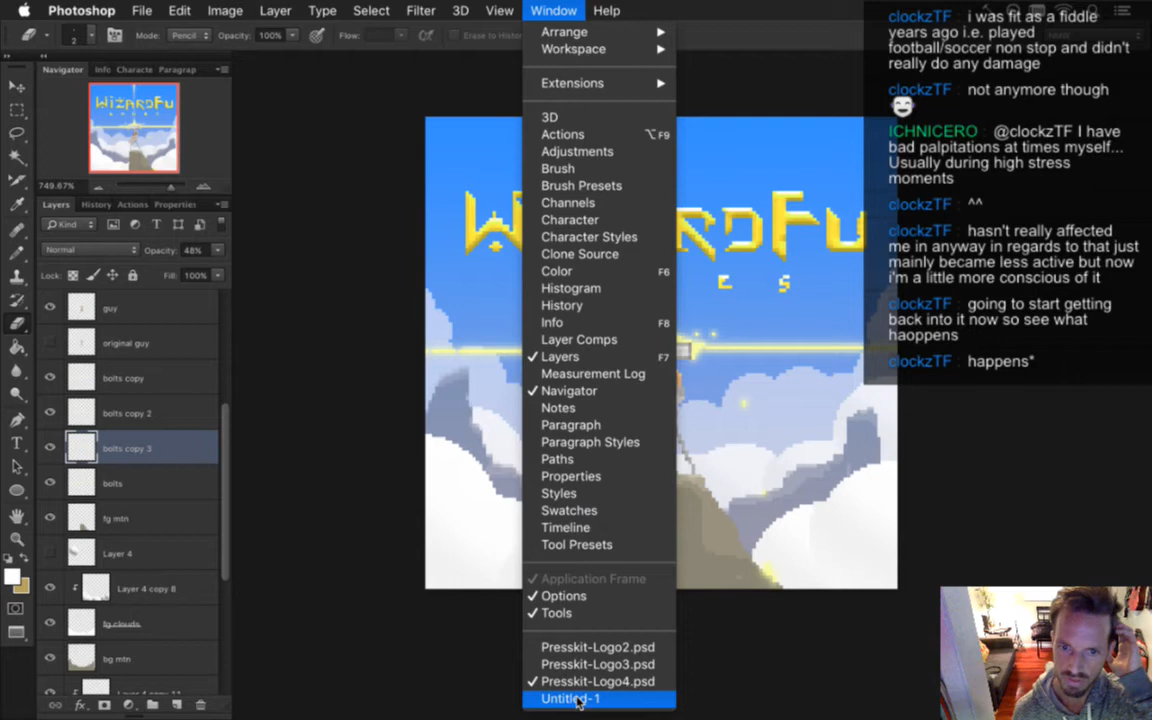 Photoshop File Edit Image Layer Type Select Filter 3D View Window Help
2 Mode: Pencil Opacity: 100% Flow: Erase to History
Navigator Info Characte Paragrap
WizardFu
749.67%
Layers History Actions Properties
Kind
Normal Opacity: 48%
Lock: Fill: 100%
guy
original guy
bolts copy
bolts copy 2
bolts copy 3
bolts
fg mtn
Layer 4
Layer 4 copy 8
fg clouds
bg mtn
Arrange
Workspace
Extensions
3D
Actions ⌥F9
Adjustments
Brush
Brush Presets
Channels
Character
Character Styles
Clone Source
Color F6
Histogram
History
Info F8
Layer Comps
✓ Layers F7
Measurement Log
✓ Navigator
Notes
Paragraph
Paragraph Styles
Paths
Properties
Styles
Swatches
Timeline
Tool Presets
✓ Application Frame
✓ Options
✓ Tools
Presskit-Logo2.psd
Presskit-Logo3.psd
✓ Presskit-Logo4.psd
Untitled-1
clockzTF : i was fit as a fiddle
years ago i.e. played
football/soccer non stop and didn't
really do any damage
clockzTF : not anymore though
ICHNICERO : @clockzTF I have
bad palpitations at times myself...
Usually during high stress
moments
clockzTF : ^^
clockzTF : hasn't really affected
me in anyway in regards to that just
mainly became less active but now
i'm a little more conscious of it
clockzTF : going to start getting
back into it now so see what
haoppens
clockzTF : happens*